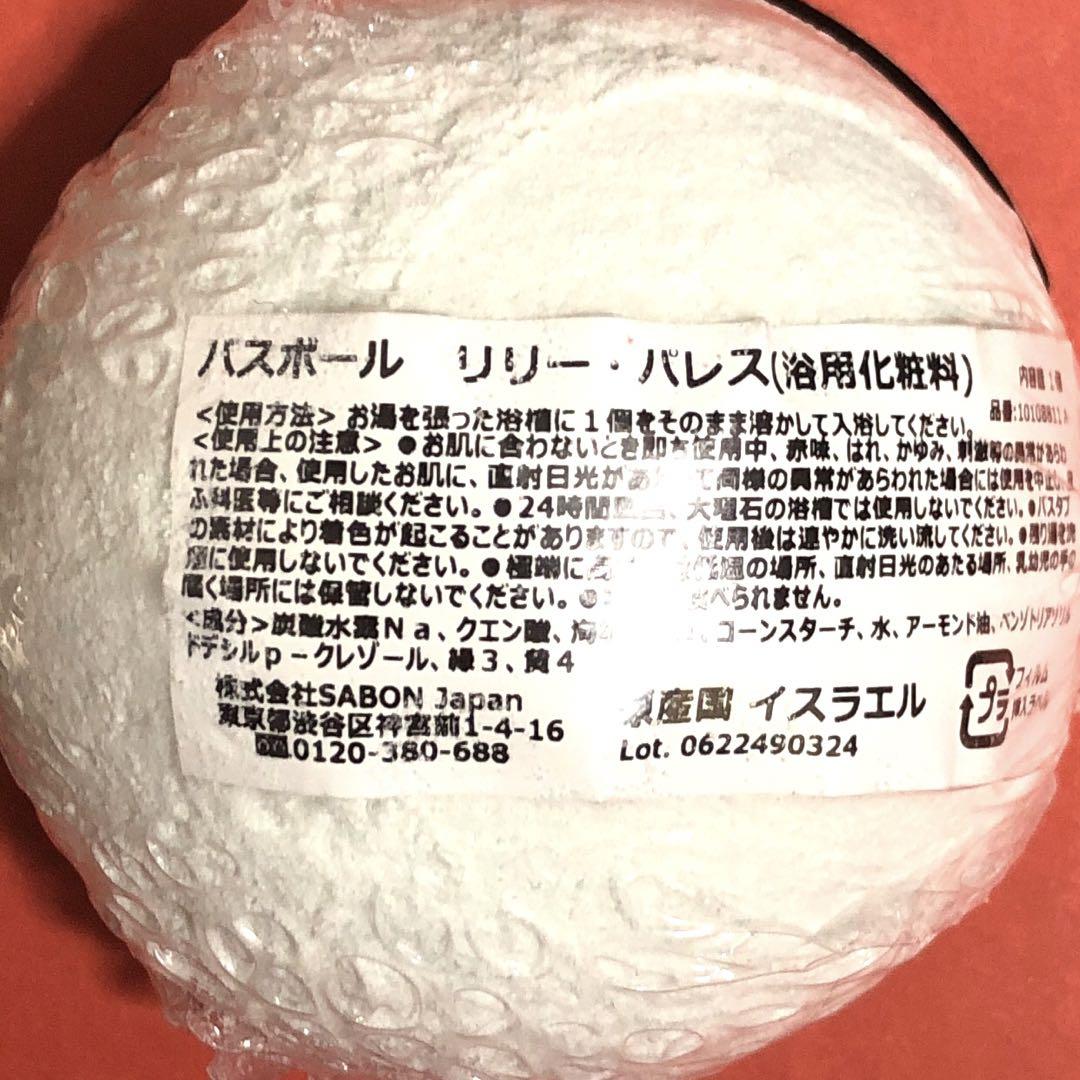 バスボール リリー・パレス(浴用化粧料) 内容量1個
品番:10108811
<使用方法> お湯を張った浴槽に1個をそのまま溶かして入浴してください。
<使用上の注意> ●お肌に合わないとき即ち使用中、赤味、はれ、かゆみ、刺激等の異常があらわ
れた場合、使用したお肌に、直射日光があ て同様の異常があらわれた場合には使用を中止し、
ふ科医等にご相談ください。●24時間 、大理石の浴槽では使用しないでください。●バスタブ
の素材により着色が起こることがありますので、使用後は速やかに洗い流してください。●残り湯を洗
濯に使用しないでください。●極端に の場所、直射日光のあたる場所、乳幼児の手の
届く場所には保管しないでください。● 食べられません。
<成分>炭酸水素Na、クエン酸、 コーンスターチ、水、アーモンド油、ベンゾトリアゾリル
ドデシルp-クレゾール、緑3、黄4
株式会社SABON Japan
東京都渋谷区神宮前1-4-16
0120-380-688
原産国 イスラエル
Lot. 0622490324
プラ
フィルム
挿入ラベル